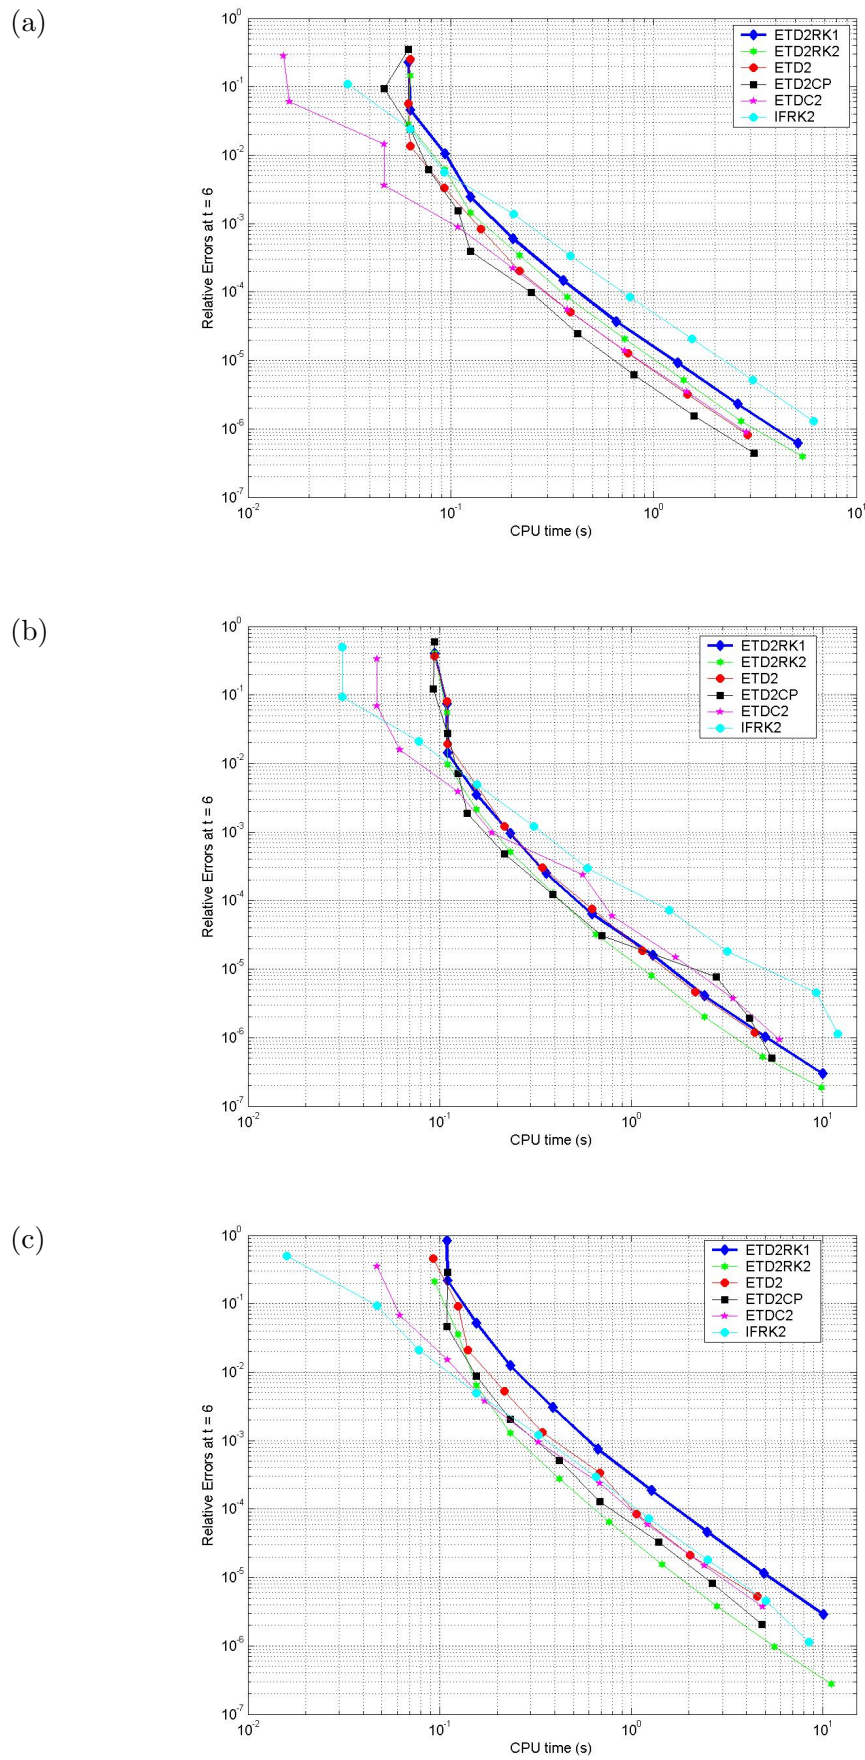 (a)
10^0
10^-1
10^-2
10^-3
10^-4
10^-5
10^-6
10^-7
Relative Errors at t = 6
ETD2RK1
ETD2RK2
ETD2
ETD2CP
ETDC2
IFRK2
10^-2
10^-1
10^0
10^1
CPU time (s)
(b)
10^0
10^-1
10^-2
10^-3
10^-4
10^-5
10^-6
10^-7
Relative Errors at t = 6
ETD2RK1
ETD2RK2
ETD2
ETD2CP
ETDC2
IFRK2
10^-2
10^-1
10^0
10^1
CPU time (s)
(c)
10^0
10^-1
10^-2
10^-3
10^-4
10^-5
10^-6
10^-7
Relative Errors at t = 6
ETD2RK1
ETD2RK2
ETD2
ETD2CP
ETDC2
IFRK2
10^-2
10^-1
10^0
10^1
CPU time (s)